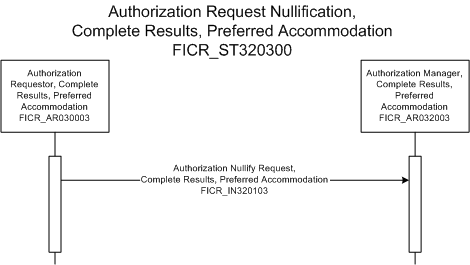 Authorization Request Nullification,
Complete Results, Preferred Accommodation
FICR_ST320300
Authorization
Requestor, Complete
Results, Preferred
Accommodation
FICR_AR030003
Authorization Manager,
Complete Results,
Preferred
Accommodation
FICR_AR032003
Authorization Nullify Request,
Complete Results, Preferred Accommodation
FICR_IN320103